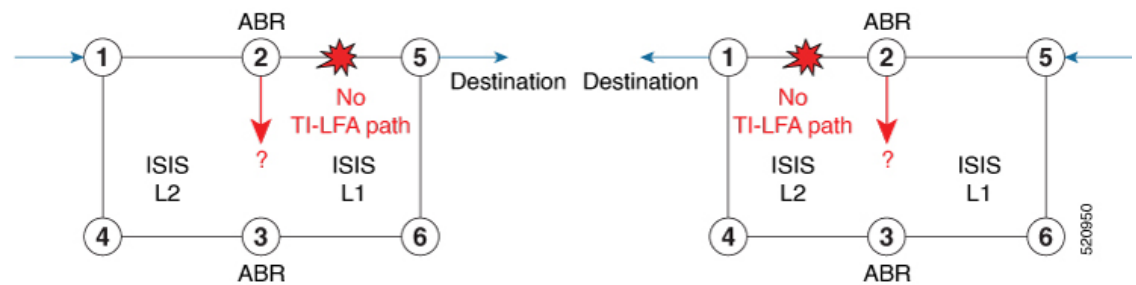 ABR
1
2
5
Destination
No
TI-LFA path
ISIS
L2
?
ISIS
L1
4
3
6
ABR
ABR
1
2
5
Destination
No
TI-LFA path
ISIS
L2
?
ISIS
L1
4
3
6
ABR
520950